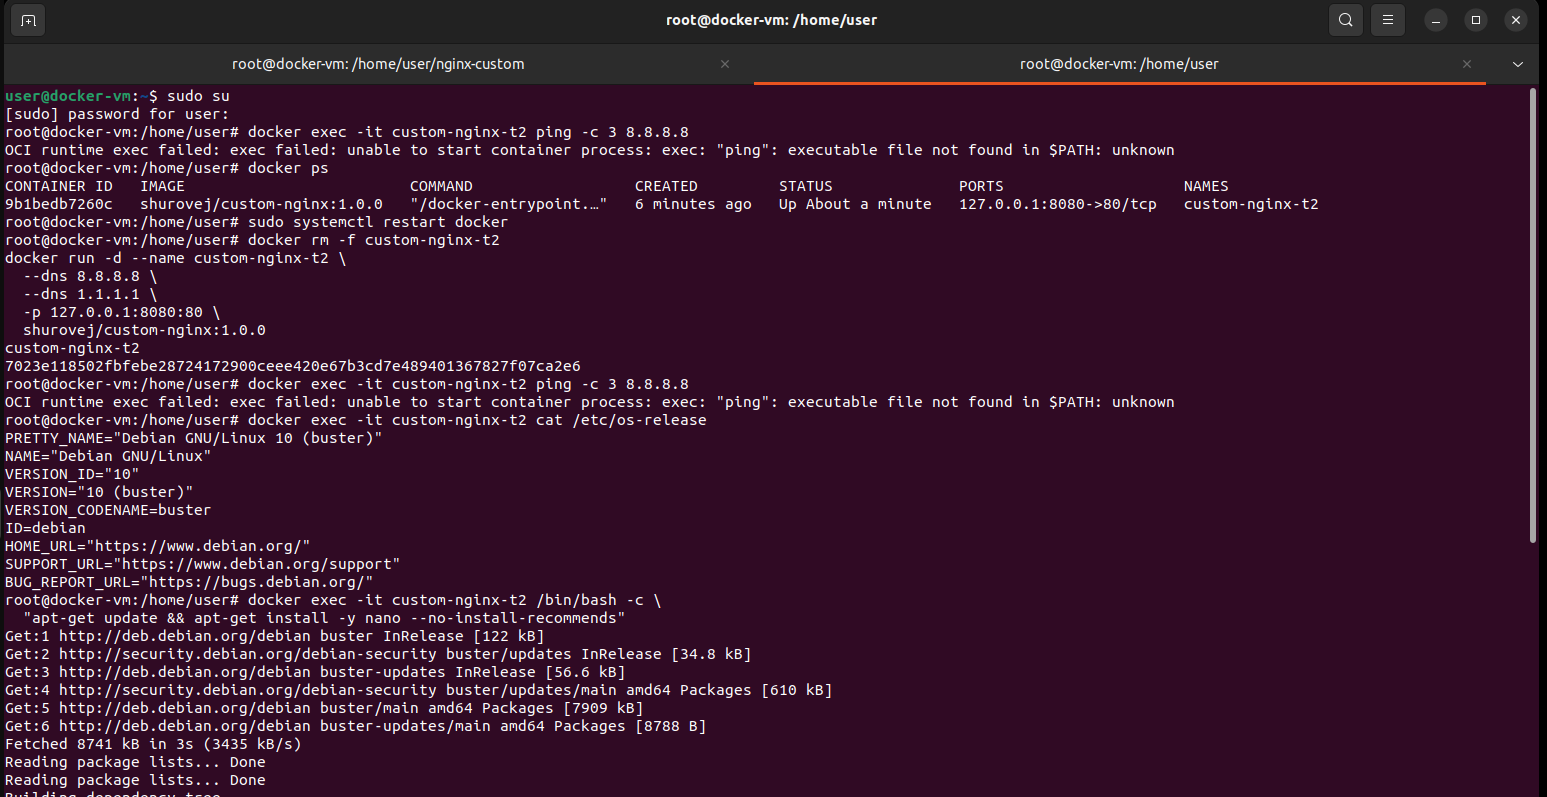 root@docker-vm: /home/user
root@docker-vm: /home/user/nginx-custom
root@docker-vm: /home/user
user@docker-vm:~$ sudo su
[sudo] password for user:
root@docker-vm:/home/user# docker exec -it custom-nginx-t2 ping -c 3 8.8.8.8
OCI runtime exec failed: exec failed: unable to start container process: exec: "ping": executable file not found in $PATH: unknown
root@docker-vm:/home/user# docker ps
CONTAINER ID   IMAGE                         COMMAND                  CREATED         STATUS              PORTS                    NAMES
9b1bedb7260c   shurovej/custom-nginx:1.0.0   "/docker-entrypoint.…"   6 minutes ago   Up About a minute   127.0.0.1:8080->80/tcp   custom-nginx-t2
root@docker-vm:/home/user# sudo systemctl restart docker
root@docker-vm:/home/user# docker rm -f custom-nginx-t2
docker run -d --name custom-nginx-t2 \
  --dns 8.8.8.8 \
  --dns 1.1.1.1 \
  -p 127.0.0.1:8080:80 \
  shurovej/custom-nginx:1.0.0
custom-nginx-t2
7023e118502fbfebe28724172900ceee420e67b3cd7e489401367827f07ca2e6
root@docker-vm:/home/user# docker exec -it custom-nginx-t2 ping -c 3 8.8.8.8
OCI runtime exec failed: exec failed: unable to start container process: exec: "ping": executable file not found in $PATH: unknown
root@docker-vm:/home/user# docker exec -it custom-nginx-t2 cat /etc/os-release
PRETTY_NAME="Debian GNU/Linux 10 (buster)"
NAME="Debian GNU/Linux"
VERSION_ID="10"
VERSION="10 (buster)"
VERSION_CODENAME=buster
ID=debian
HOME_URL="https://www.debian.org/"
SUPPORT_URL="https://www.debian.org/support"
BUG_REPORT_URL="https://bugs.debian.org/"
root@docker-vm:/home/user# docker exec -it custom-nginx-t2 /bin/bash -c \
  "apt-get update && apt-get install -y nano --no-install-recommends"
Get:1 http://deb.debian.org/debian buster InRelease [122 kB]
Get:2 http://security.debian.org/debian-security buster/updates InRelease [34.8 kB]
Get:3 http://deb.debian.org/debian buster-updates InRelease [56.6 kB]
Get:4 http://security.debian.org/debian-security buster/updates/main amd64 Packages [610 kB]
Get:5 http://deb.debian.org/debian buster/main amd64 Packages [7909 kB]
Get:6 http://deb.debian.org/debian buster-updates/main amd64 Packages [8788 B]
Fetched 8741 kB in 3s (3435 kB/s)
Reading package lists... Done
Reading package lists... Done
Building dependency tree